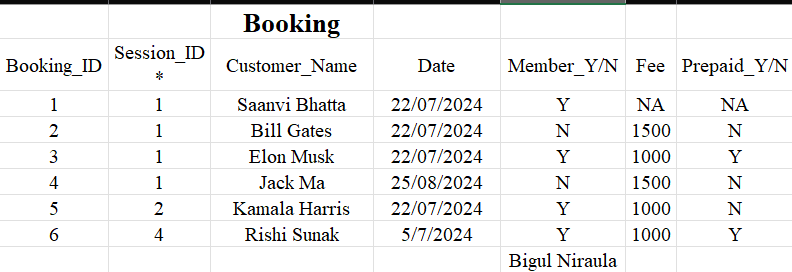 Booking
Booking_ID Session_ID * Customer_Name Date Member_Y/N Fee Prepaid_Y/N
1 1 Saanvi Bhatta 22/07/2024 Y NA NA
2 1 Bill Gates 22/07/2024 N 1500 N
3 1 Elon Musk 22/07/2024 Y 1000 Y
4 1 Jack Ma 25/08/2024 N 1500 N
5 2 Kamala Harris 22/07/2024 Y 1000 N
6 4 Rishi Sunak 5/7/2024 Y 1000 Y
Bigul Niraula